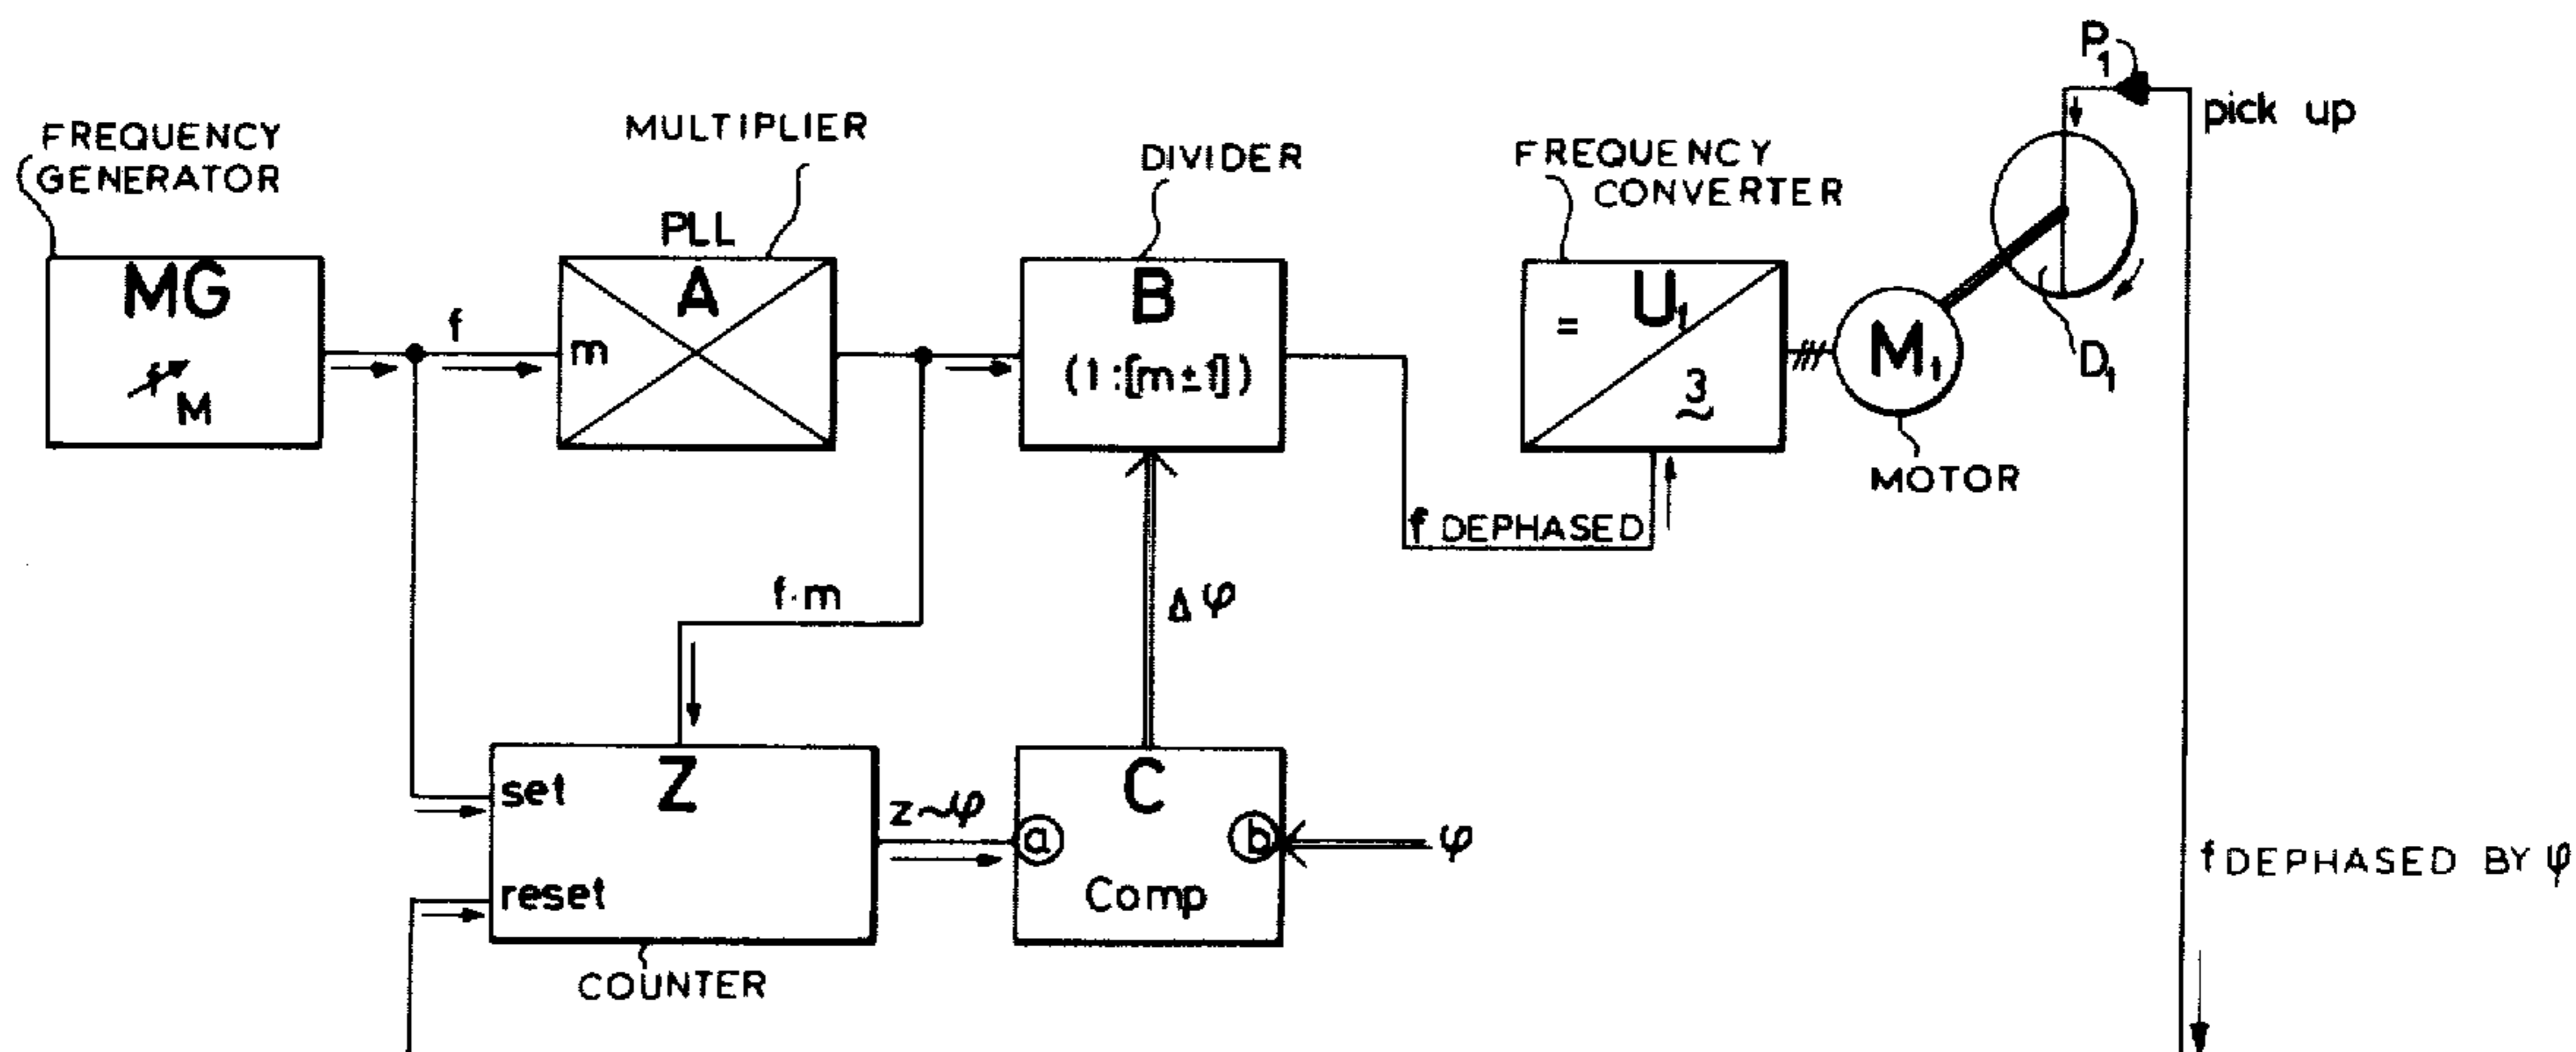 FREQUENCY
GENERATOR
MG
f
M
f
MULTIPLIER
PLL
A
m
DIVIDER
B
(1:[m±1])
FREQUENCY
CONVERTER
=
U1
3
~
f DEPHASED
M1
MOTOR
D1
P1
pick up
f·m
Δφ
set
Z
reset
COUNTER
z~φ
a
C
b
Comp
φ
f DEPHASED BY φ